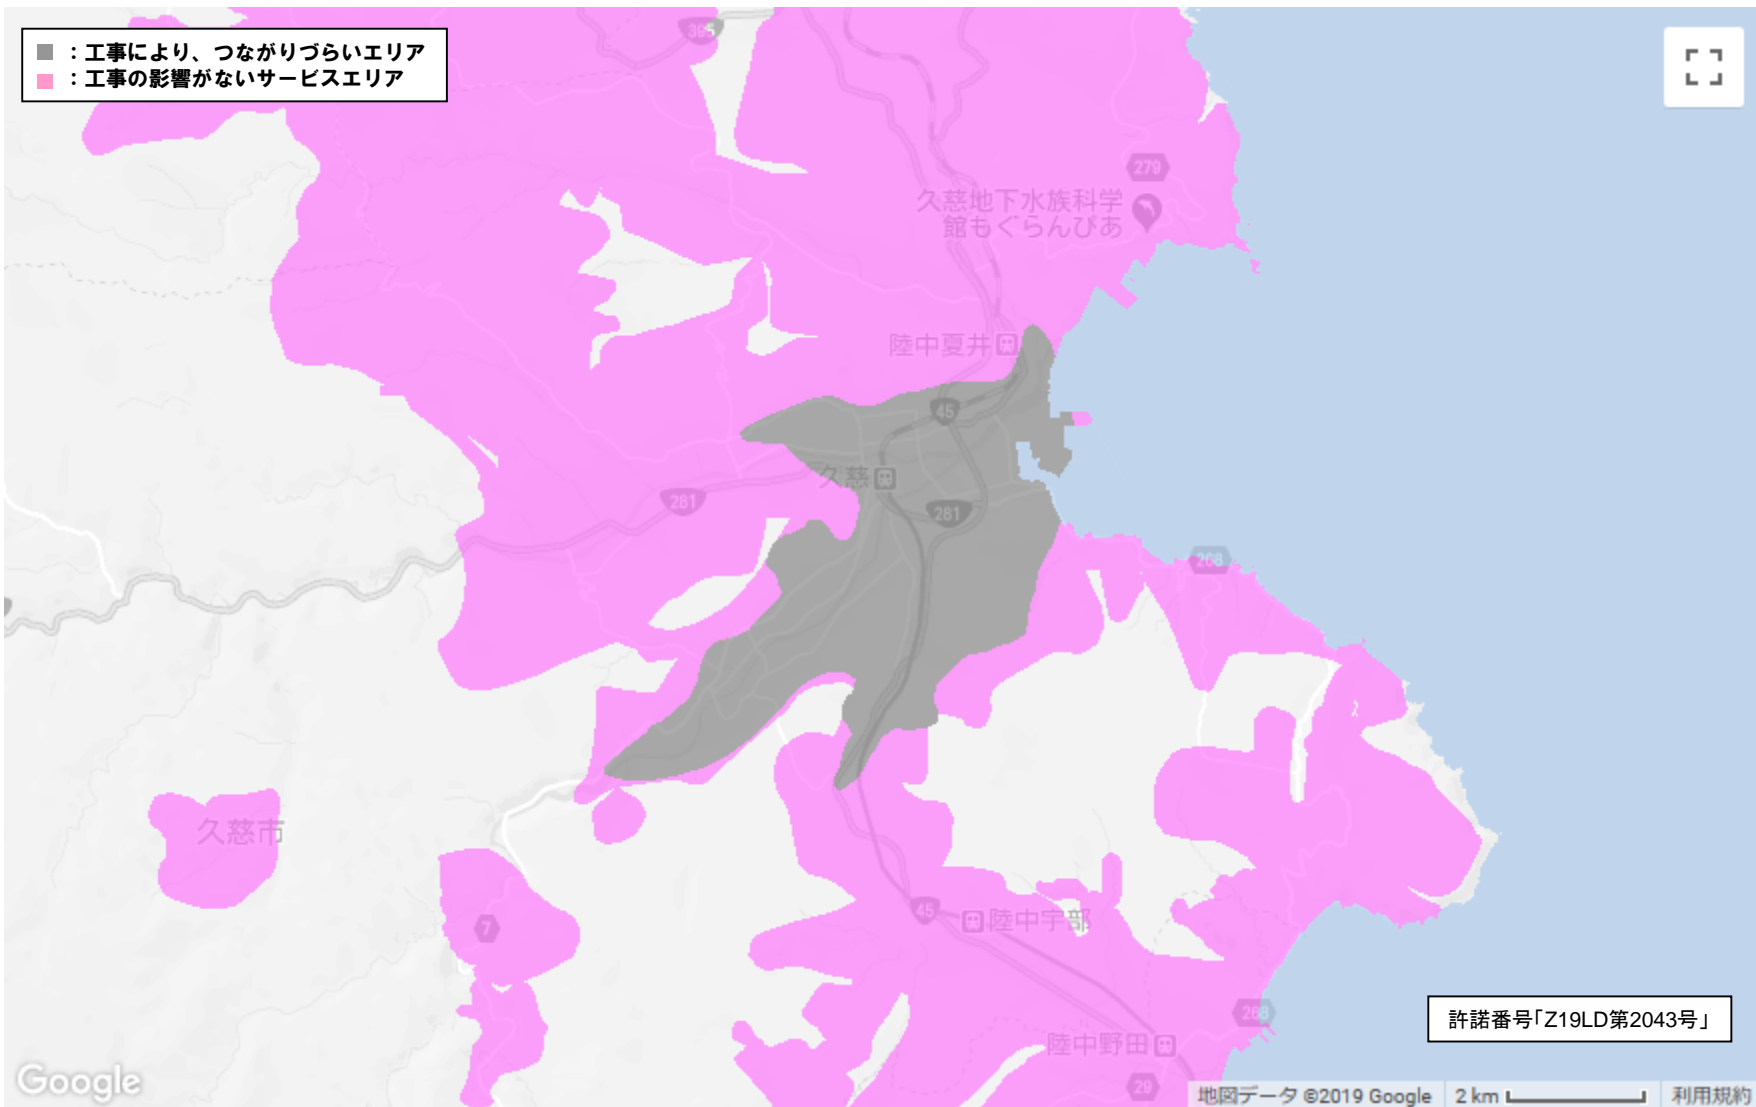 395
：工事により、つながりづらいエリア
：工事の影響がないサービスエリア
279
久慈地下水族科学
館もぐらんぴあ
陸中夏井
45
久慈
281
281
268
久慈市
7
45
陸中宇部
268
許諾番号「Z19LD第2043号」
陸中野田
29
Google
地図データ ©2019 Google
2 km
利用規約